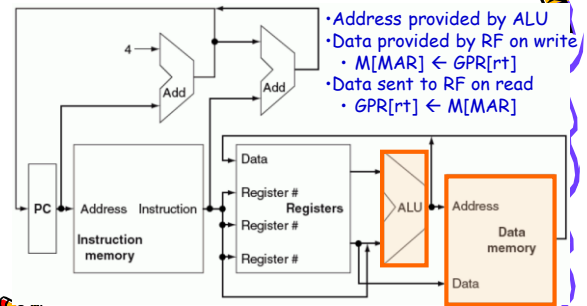 •Address provided by ALU
•Data provided by RF on write
• M[MAR] ← GPR[rt]
•Data sent to RF on read
• GPR[rt] ← M[MAR]
4
Add
Add
Data
Register #
PC
Address Instruction
Registers
ALU
Address
Register #
Instruction
memory
Data
memory
Register #
Data